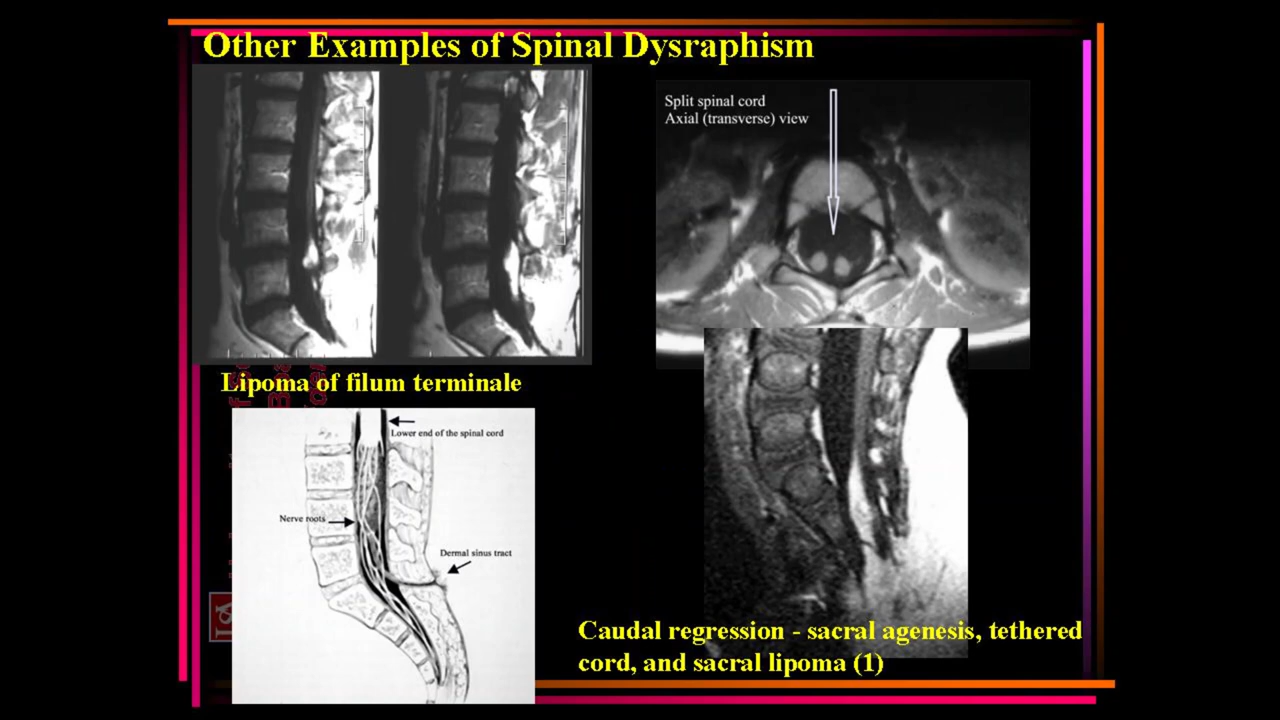 Other Examples of Spinal Dysraphism
Split spinal cord
Axial (transverse) view
Lipoma of filum terminale
Lower end of the spinal cord
Nerve roots
Dermal sinus tract
Caudal regression - sacral agenesis, tethered
cord, and sacral lipoma (1)